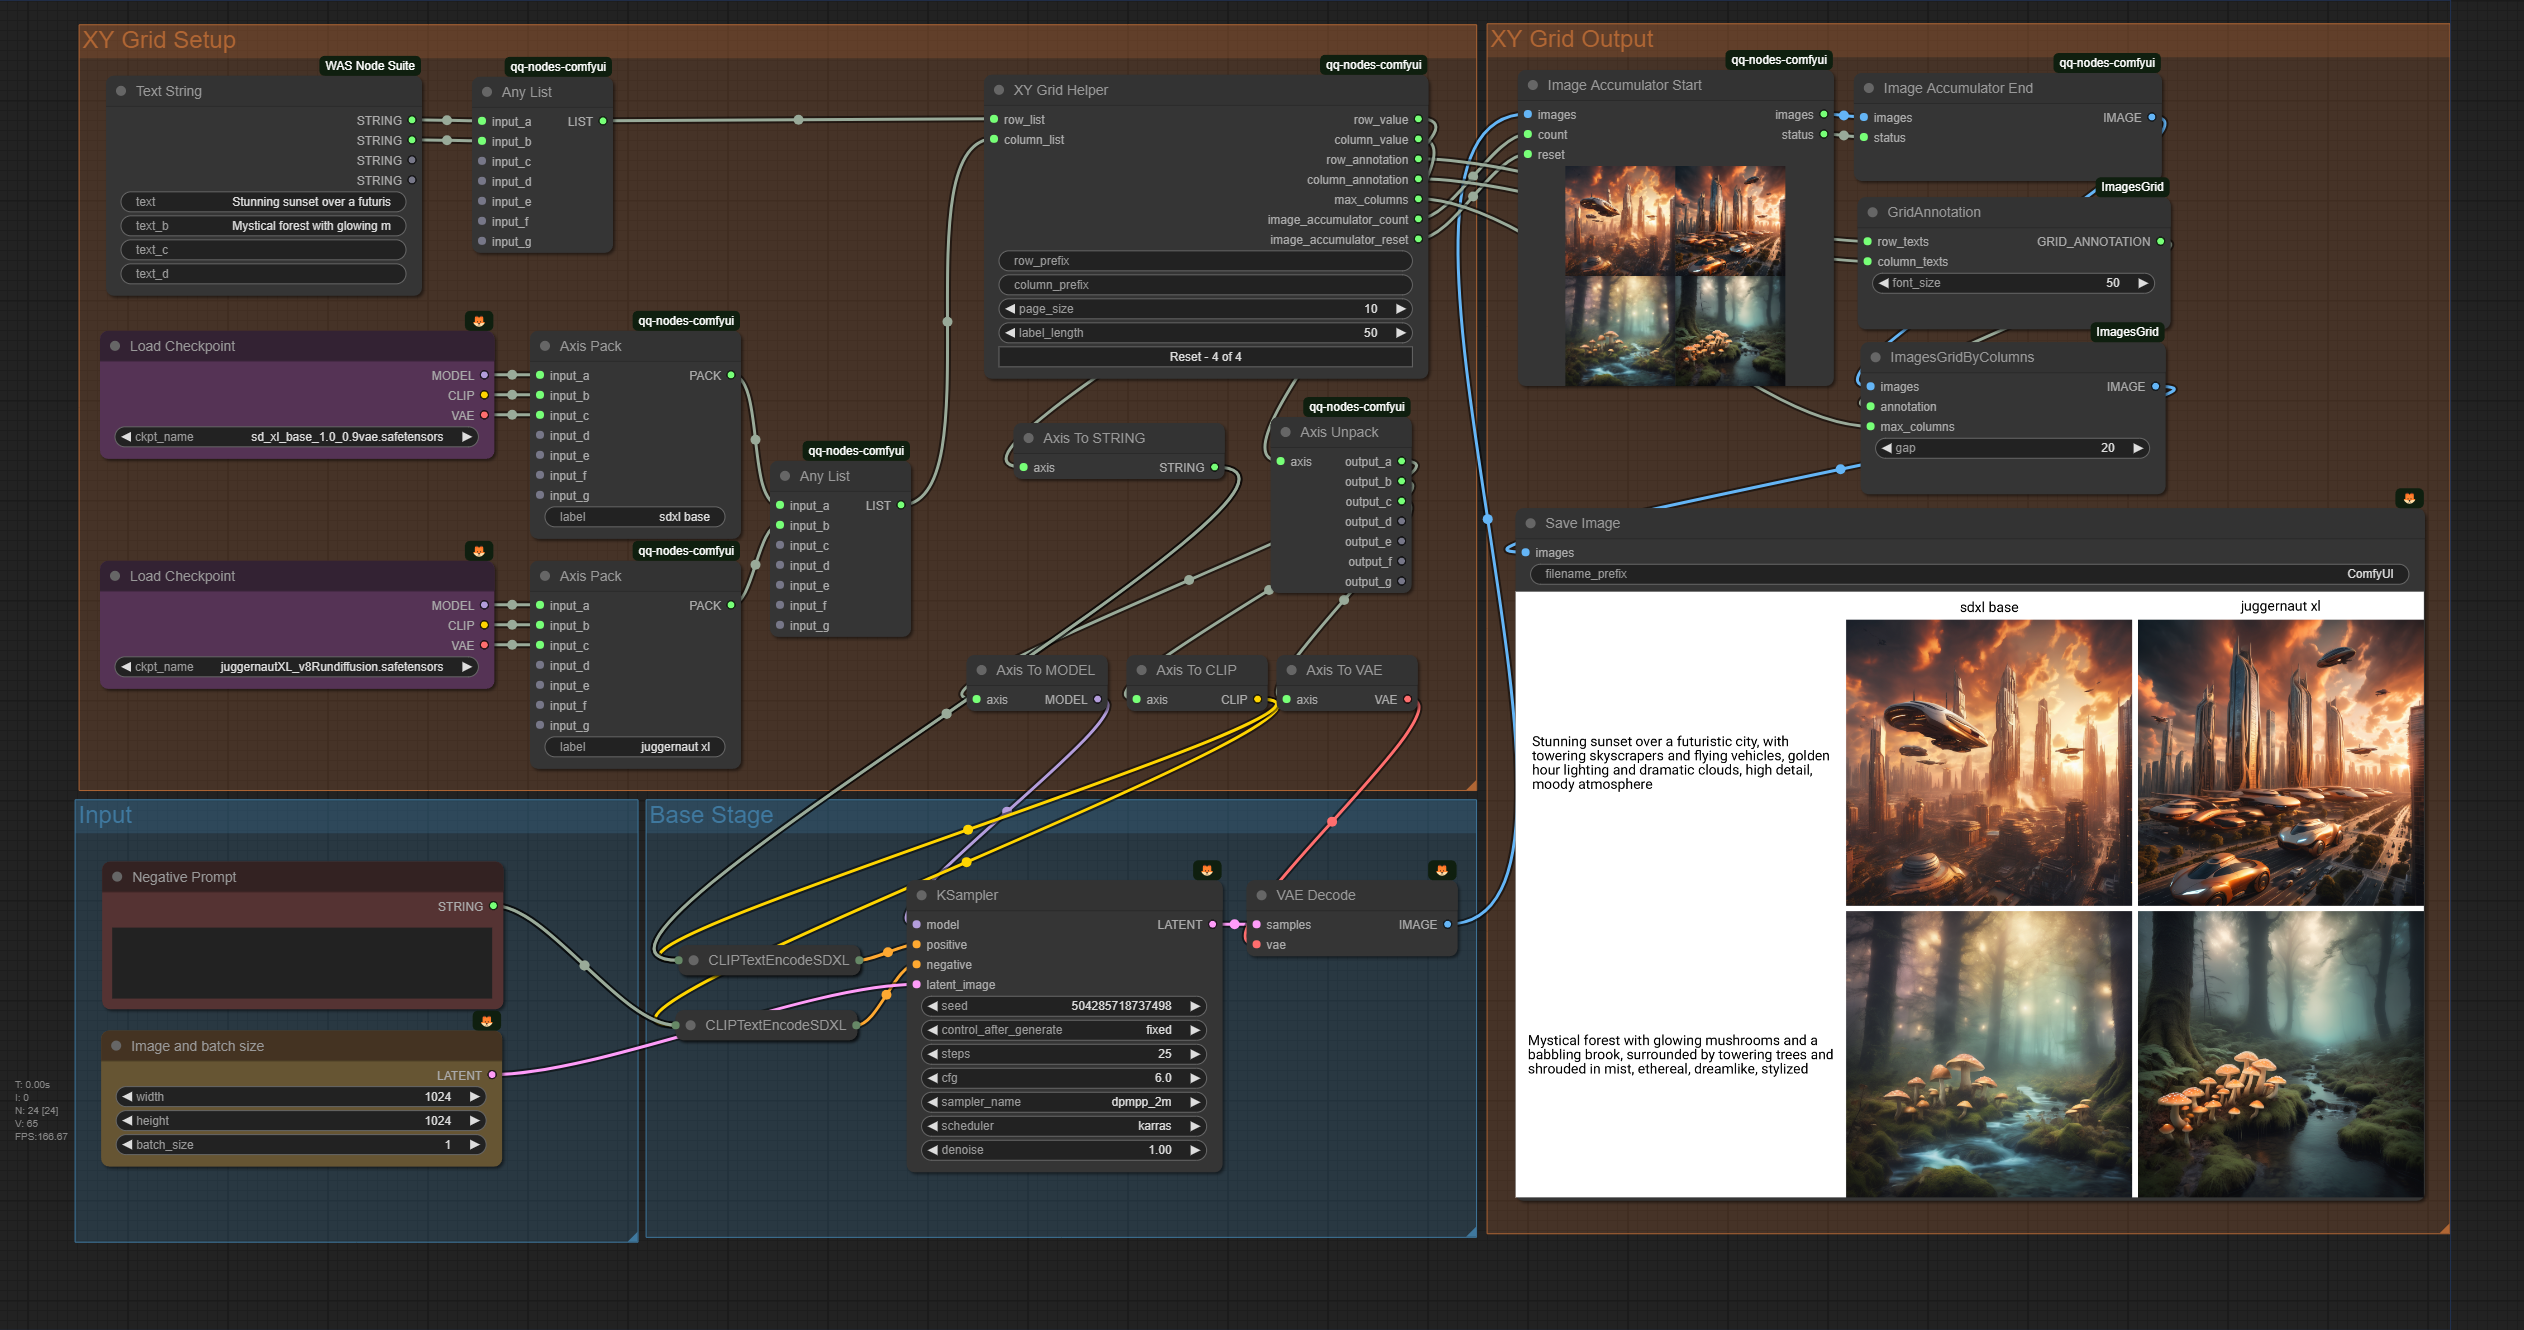 XY Grid Setup
WAS Node Suite
Text String
STRING
STRING
STRING
STRING
text Stunning sunset over a futuris
text_b Mystical forest with glowing m
text_c
text_d
qq-nodes-comfyui
Any List
input_a LIST
input_b
input_c
input_d
input_e
input_f
input_g
qq-nodes-comfyui
XY Grid Helper
row_list row_value
column_list column_value
row_annotation
column_annotation
max_columns
image_accumulator_count
image_accumulator_reset
row_prefix
column_prefix
page_size 10
label_length 50
Reset - 4 of 4
Load Checkpoint
MODEL
CLIP
VAE
ckpt_name sd_xl_base_1.0_0.9vae.safetensors
qq-nodes-comfyui
Axis Pack
input_a PACK
input_b
input_c
input_d
input_e
input_f
input_g
label sdxl base
Load Checkpoint
MODEL
CLIP
VAE
ckpt_name juggernautXL_v8Rundiffusion.safetensors
qq-nodes-comfyui
Axis Pack
input_a PACK
input_b
input_c
input_d
input_e
input_f
input_g
label juggernaut xl
qq-nodes-comfyui
Any List
input_a LIST
input_b
input_c
input_d
input_e
input_f
input_g
Axis To STRING
axis STRING
qq-nodes-comfyui
Axis Unpack
axis output_a
output_b
output_c
output_d
output_e
output_f
output_g
Axis To MODEL
axis MODEL
Axis To CLIP
axis CLIP
Axis To VAE
axis VAE
Input
Negative Prompt
STRING
Image and batch size
LATENT
width 1024
height 1024
batch_size 1
T: 0.00s
I: 0
N: 24 [24]
V: 65
FPS:166.67
Base Stage
CLIPTextEncodeSDXL
CLIPTextEncodeSDXL
KSampler
model LATENT
positive
negative
latent_image
seed 504285718737498
control_after_generate fixed
steps 25
cfg 6.0
sampler_name dpmpp_2m
scheduler karras
denoise 1.00
VAE Decode
samples IMAGE
vae
XY Grid Output
qq-nodes-comfyui
Image Accumulator Start
images images
count status
reset
qq-nodes-comfyui
Image Accumulator End
images IMAGE
status
ImagesGrid
GridAnnotation
row_texts GRID_ANNOTATION
column_texts
font_size 50
ImagesGrid
ImagesGridByColumns
images IMAGE
annotation
max_columns
gap 20
Save Image
images
filename_prefix ComfyUI
sdxl base juggernaut xl
Stunning sunset over a futuristic city, with
towering skyscrapers and flying vehicles, golden
hour lighting and dramatic clouds, high detail,
moody atmosphere
Mystical forest with glowing mushrooms and a
babbling brook, surrounded by towering trees and
shrouded in mist, ethereal, dreamlike, stylized